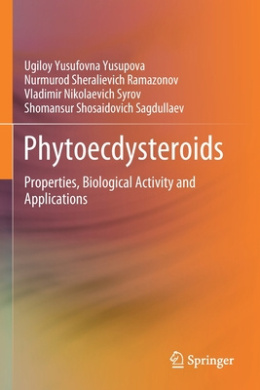 Ugiloy Yusufovna Yusupova
Nurmurod Sheralievich Ramazonov
Vladimir Nikolaevich Syrov
Shomansur Shosaidovich Sagdullaev
Phytoecdysteroids
Properties, Biological Activity and
Applications
Springer